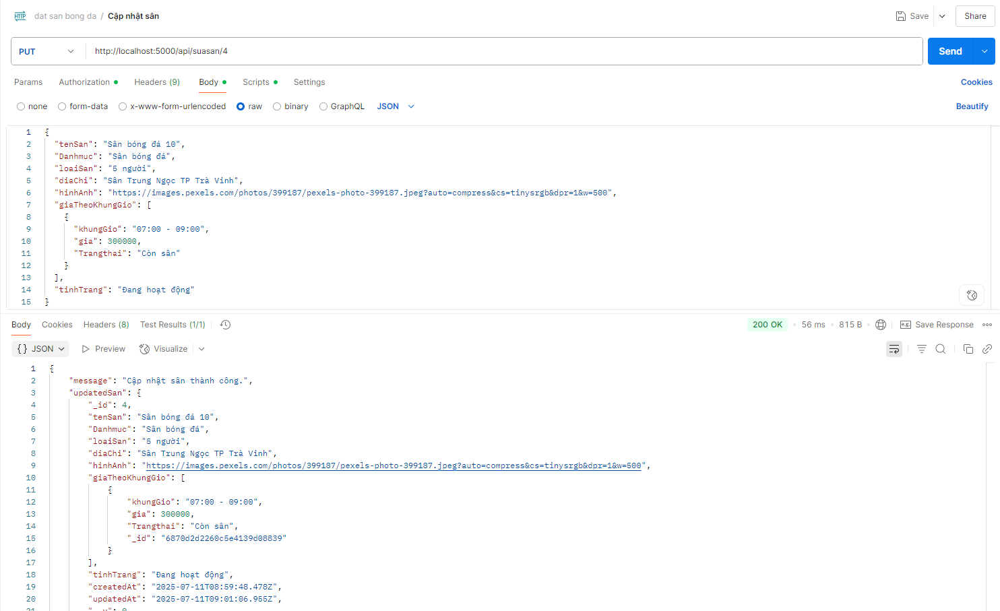 HTTP dat san bong da / Cập nhật sân Save Share
PUT http://localhost:5000/api/suasan/4 Send
Params Authorization Headers (9) Body Scripts Settings Cookies
none form-data x-www-form-urlencoded raw binary GraphQL JSON Beautify
1 {
2 "tenSan": "Sân bóng đá 10",
3 "Danhmuc": "Sân bóng đá",
4 "loaiSan": "5 người",
5 "diaChi": "Sân Trung Ngọc TP Trà Vinh",
6 "hinhAnh": "https://images.pexels.com/photos/399187/pexels-photo-399187.jpeg?auto=compress&cs=tinysrgb&dpr=1&w=500",
7 "giaTheoKhungGio": [
8 {
9 "khungGio": "07:00 - 09:00",
10 "gia": 300000,
11 "Trangthai": "Còn sân"
12 }
13 ],
14 "tinhTrang": "Đang hoạt động"
15 }
Body Cookies Headers (8) Test Results (1/1) 200 OK 56 ms 815 B e.g. Save Response
{} JSON Preview Visualize
1 {
2 "message": "Cập nhật sân thành công.",
3 "updatedSan": {
4 "_id": 4,
5 "tenSan": "Sân bóng đá 10",
6 "Danhmuc": "Sân bóng đá",
7 "loaiSan": "5 người",
8 "diaChi": "Sân Trung Ngọc TP Trà Vinh",
9 "hinhAnh": "https://images.pexels.com/photos/399187/pexels-photo-399187.jpeg?auto=compress&cs=tinysrgb&dpr=1&w=500",
10 "giaTheoKhungGio": [
11 {
12 "khungGio": "07:00 - 09:00",
13 "gia": 300000,
14 "Trangthai": "Còn sân",
15 "_id": "6870d2d2260c5e4139d08839"
16 }
17 ],
18 "tinhTrang": "Đang hoạt động",
19 "createdAt": "2025-07-11T08:59:48.478Z",
20 "updatedAt": "2025-07-11T09:01:06.955Z",